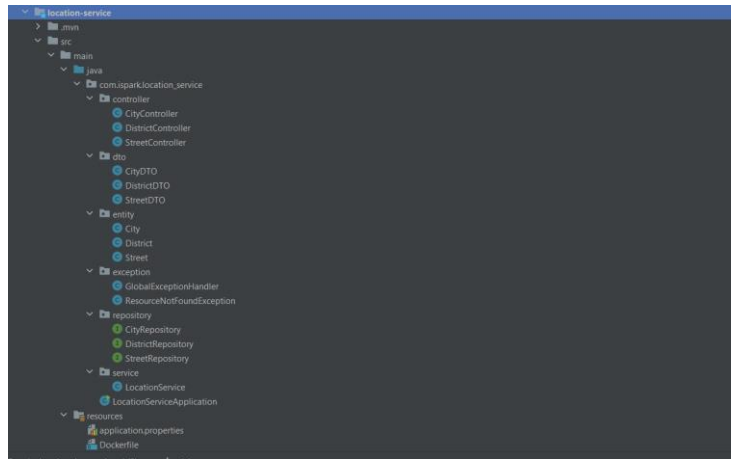 location-service
.mvn
src
main
java
com.ispark.location_service
controller
CityController
DistrictController
StreetController
dto
CityDTO
DistrictDTO
StreetDTO
entity
City
District
Street
exception
GlobalExceptionHandler
ResourceNotFoundException
repository
CityRepository
DistrictRepository
StreetRepository
service
LocationService
LocationServiceApplication
resources
application.properties
Dockerfile